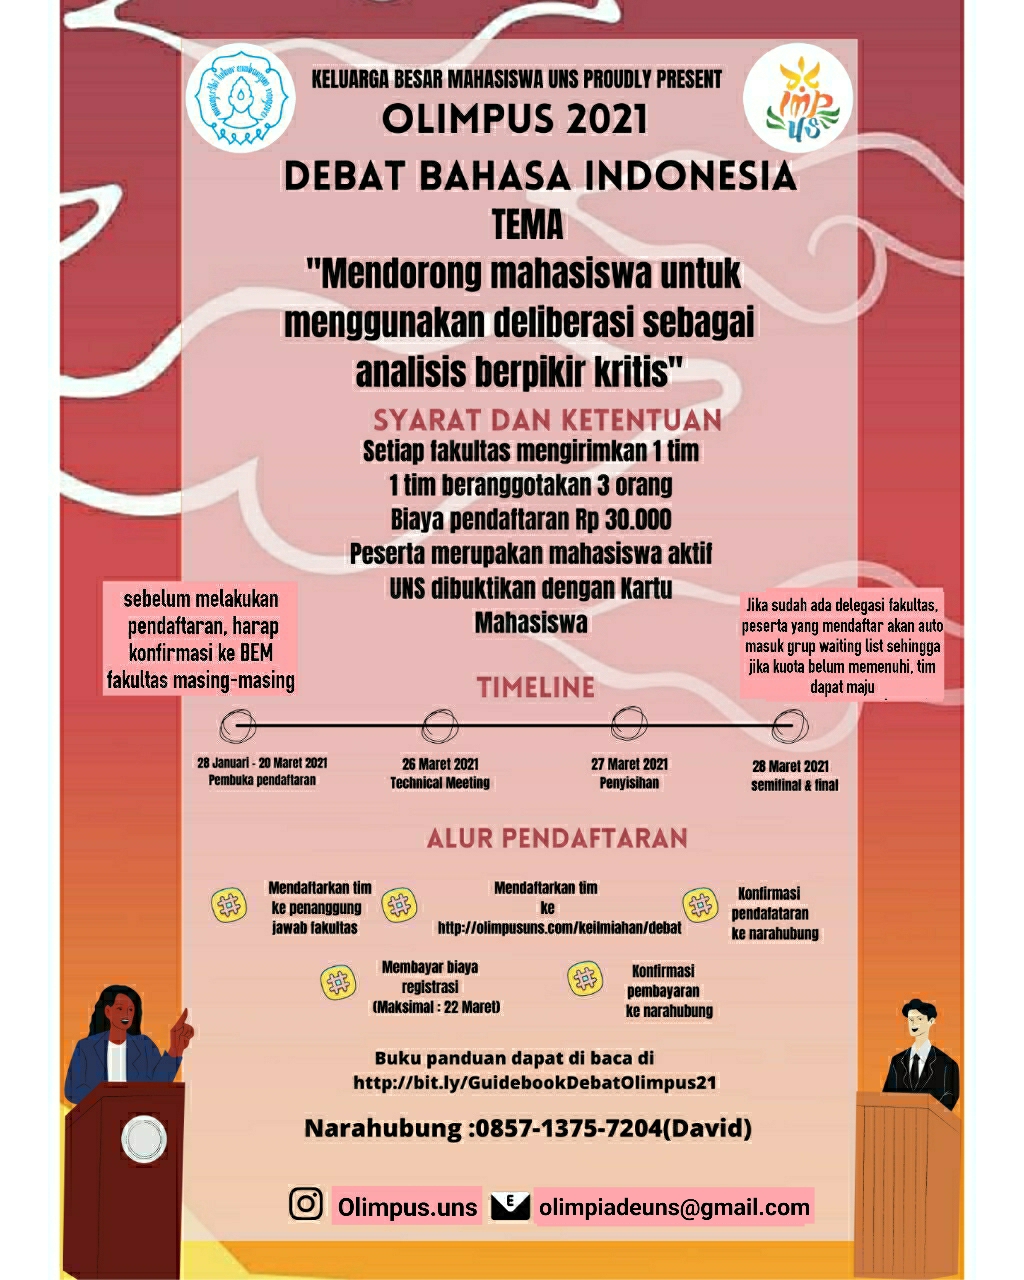 KELUARGA BESAR MAHASISWA UNS PROUDLY PRESENT
OLIMPUS 2021
DEBAT BAHASA INDONESIA
TEMA
"Mendorong mahasiswa untuk
menggunakan deliberasi sebagai
analisis berpikir kritis"
SYARAT DAN KETENTUAN
Setiap fakultas mengirimkan 1 tim
1 tim beranggotakan 3 orang
Biaya pendaftaran Rp 30.000
Peserta merupakan mahasiswa aktif
UNS dibuktikan dengan Kartu
Mahasiswa
sebelum melakukan
pendaftaran, harap
konfirmasi ke BEM
fakultas masing-masing
Jika sudah ada delegasi fakultas,
peserta yang mendaftar akan auto
masuk grup waiting list sehingga
jika kuota belum memenuhi, tim
dapat maju
TIMELINE
28 Januari - 20 Maret 2021
Pembuka pendaftaran
26 Maret 2021
Technical Meeting
27 Maret 2021
Penyisihan
28 Maret 2021
semifinal & final
ALUR PENDAFTARAN
Mendaftarkan tim
ke penanggung
jawab fakultas
Mendaftarkan tim
ke
http://olimpusuns.com/keilmiahan/debat
Konfirmasi
pendafataran
ke narahubung
Membayar biaya
registrasi
(Maksimal : 22 Maret)
Konfirmasi
pembayaran
ke narahubung
Buku panduan dapat di baca di
http://bit.ly/GuidebookDebatOlimpus21
Narahubung :0857-1375-7204(David)
Olimpus.uns
E
olimpiadeuns@gmail.com